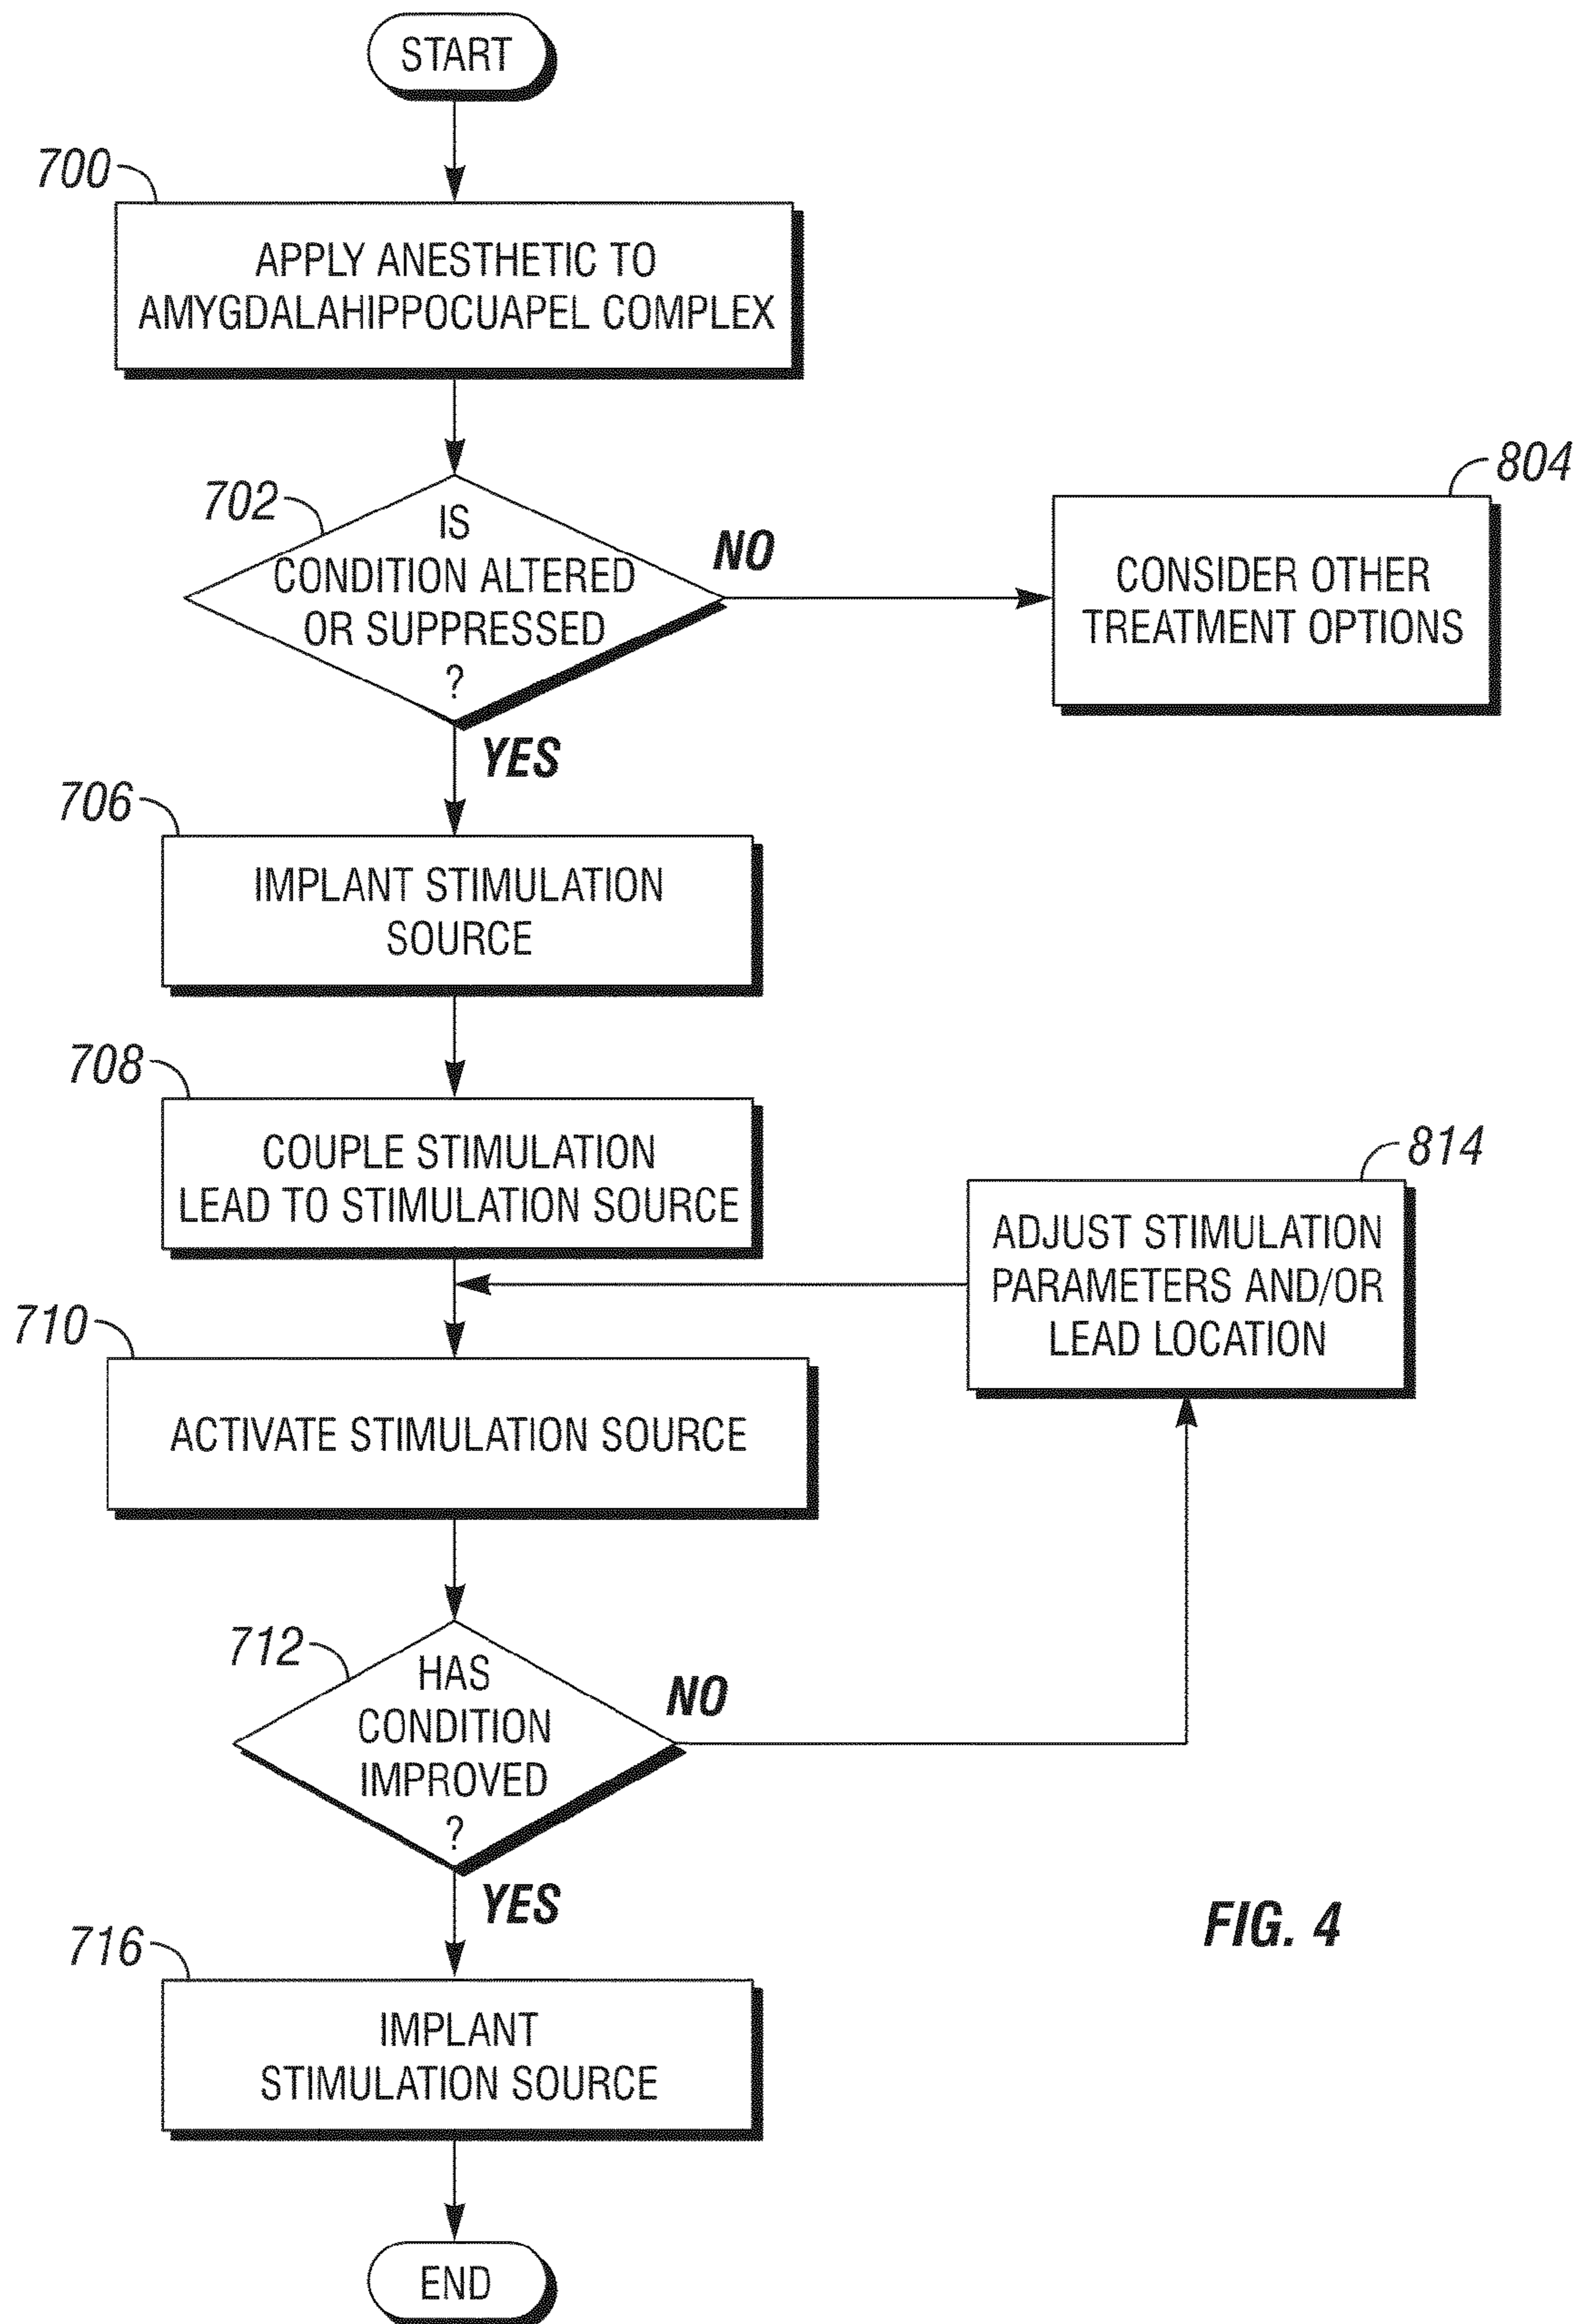 START
700
APPLY ANESTHETIC TO
AMYGDALAHIPPOCUAPEL COMPLEX
702
IS
CONDITION ALTERED
OR SUPPRESSED
?
NO
804
CONSIDER OTHER
TREATMENT OPTIONS
YES
706
IMPLANT STIMULATION
SOURCE
708
COUPLE STIMULATION
LEAD TO STIMULATION SOURCE
814
ADJUST STIMULATION
PARAMETERS AND/OR
LEAD LOCATION
710
ACTIVATE STIMULATION SOURCE
712
HAS
CONDITION
IMPROVED
?
NO
YES
716
IMPLANT
STIMULATION SOURCE
END
FIG. 4